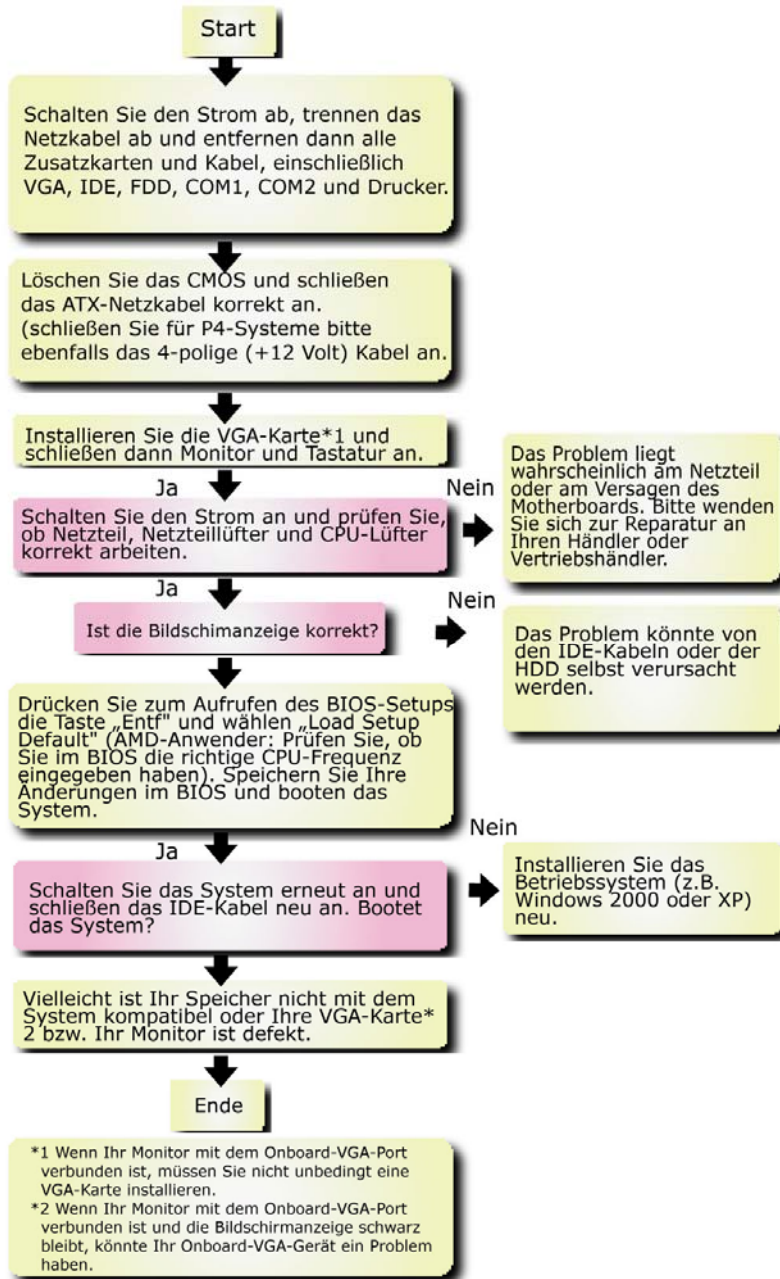 Start
Schalten Sie den Strom ab, trennen das
Netzkabel ab und entfernen dann alle
Zusatzkarten und Kabel, einschließlich
VGA, IDE, FDD, COM1, COM2 und Drucker.
Löschen Sie das CMOS und schließen
das ATX-Netzkabel korrekt an.
(schließen Sie für P4-Systeme bitte
ebenfalls das 4-polige (+12 Volt) Kabel an.
Installieren Sie die VGA-Karte*1 und
schließen dann Monitor und Tastatur an.
Ja
Nein
Schalten Sie den Strom an und prüfen Sie,
ob Netzteil, Netzteillüfter und CPU-Lüfter
korrekt arbeiten.
Das Problem liegt
wahrscheinlich am Netzteil
oder am Versagen des
Motherboards. Bitte wenden
Sie sich zur Reparatur an
Ihren Händler oder
Vertriebshändler.
Ja
Nein
Ist die Bildschimanzeige korrekt?
Das Problem könnte von
den IDE-Kabeln oder der
HDD selbst verursacht
werden.
Drücken Sie zum Aufrufen des BIOS-Setups
die Taste „Entf" und wählen „Load Setup
Default" (AMD-Anwender: Prüfen Sie, ob
Sie im BIOS die richtige CPU-Frequenz
eingegeben haben). Speichern Sie Ihre
Änderungen im BIOS und booten das
System.
Ja
Nein
Schalten Sie das System erneut an und
schließen das IDE-Kabel neu an. Bootet
das System?
Installieren Sie das
Betriebssystem (z.B.
Windows 2000 oder XP)
neu.
Vielleicht ist Ihr Speicher nicht mit dem
System kompatibel oder Ihre VGA-Karte*
2 bzw. Ihr Monitor ist defekt.
Ende
*1 Wenn Ihr Monitor mit dem Onboard-VGA-Port
verbunden ist, müssen Sie nicht unbedingt eine
VGA-Karte installieren.
*2 Wenn Ihr Monitor mit dem Onboard-VGA-Port
verbunden ist und die Bildschirmanzeige schwarz
bleibt, könnte Ihr Onboard-VGA-Gerät ein Problem
haben.